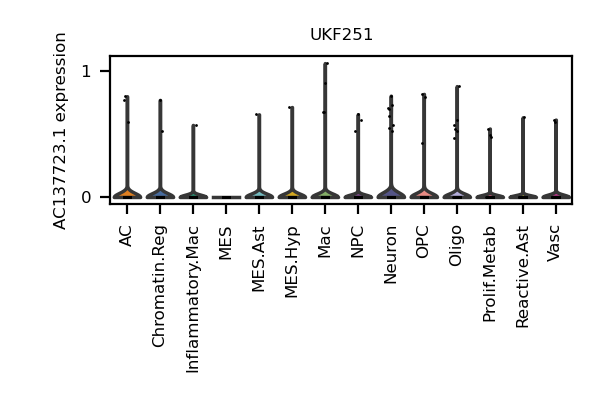 UKF251
AC137723.1 expression
1
0
AC
Chromatin.Reg
Inflammatory.Mac
MES
MES.Ast
MES.Hyp
Mac
NPC
Neuron
OPC
Oligo
Prolif.Metab
Reactive.Ast
Vasc